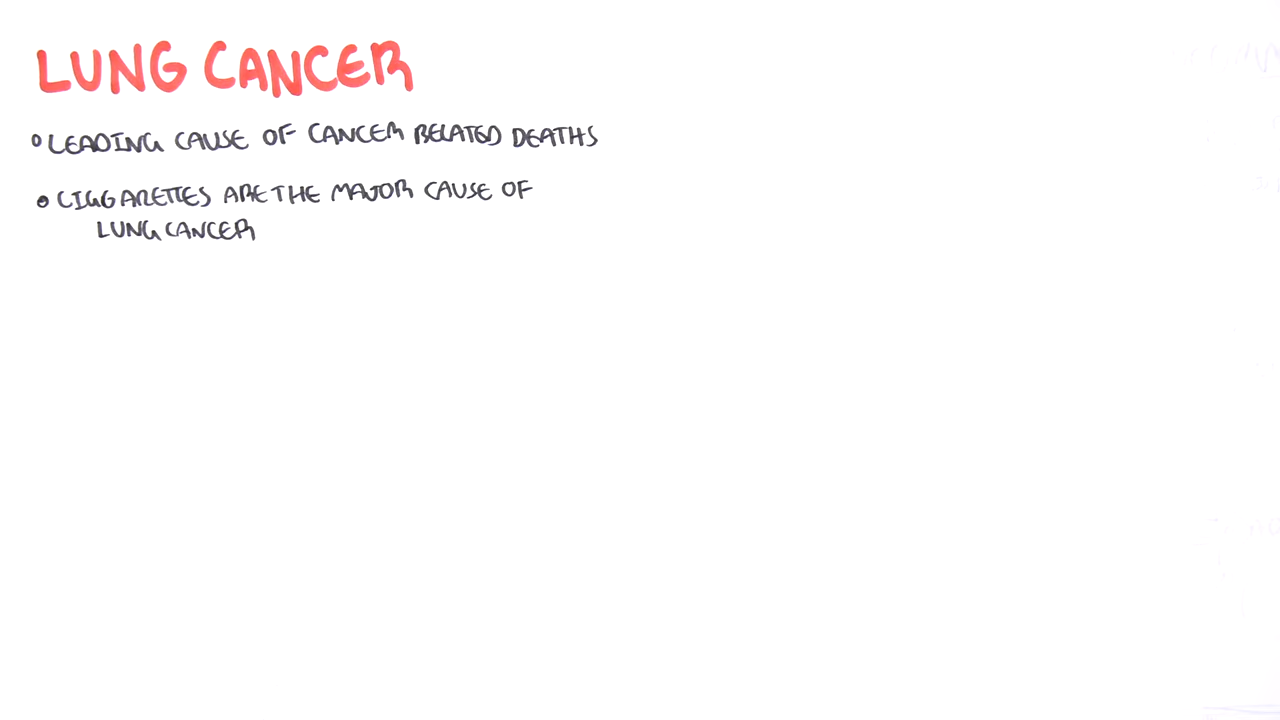 LUNG CANCER
• LEADING CAUSE OF CANCER RELATED DEATHS
• CIGGARETTES ARE THE MAJOR CAUSE OF
LUNG CANCER